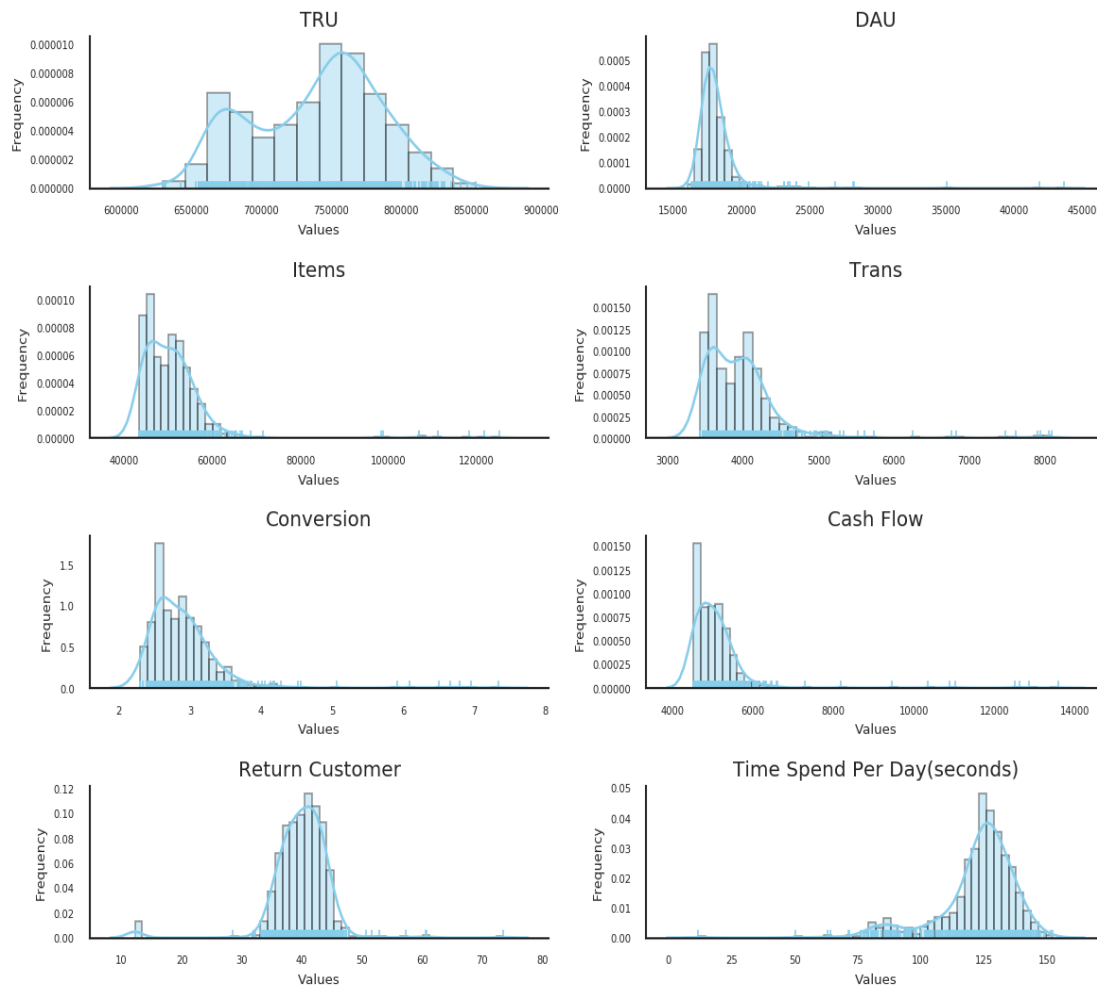 TRU
0.000010
0.000008
0.000006
0.000004
0.000002
0.000000
Frequency
600000 650000 700000 750000 800000 850000 900000
Values
DAU
0.0005
0.0004
0.0003
0.0002
0.0001
0.0000
Frequency
15000 20000 25000 30000 35000 40000 45000
Values
Items
0.00010
0.00008
0.00006
0.00004
0.00002
0.00000
Frequency
40000 60000 80000 100000 120000
Values
Trans
0.00150
0.00125
0.00100
0.00075
0.00050
0.00025
0.00000
Frequency
3000 4000 5000 6000 7000 8000
Values
Conversion
1.5
1.0
0.5
0.0
Frequency
2 3 4 5 6 7 8
Values
Cash Flow
0.00150
0.00125
0.00100
0.00075
0.00050
0.00025
0.00000
Frequency
4000 6000 8000 10000 12000 14000
Values
Return Customer
0.12
0.10
0.08
0.06
0.04
0.02
0.00
Frequency
10 20 30 40 50 60 70 80
Values
Time Spend Per Day(seconds)
0.05
0.04
0.03
0.02
0.01
0.00
Frequency
0 25 50 75 100 125 150
Values